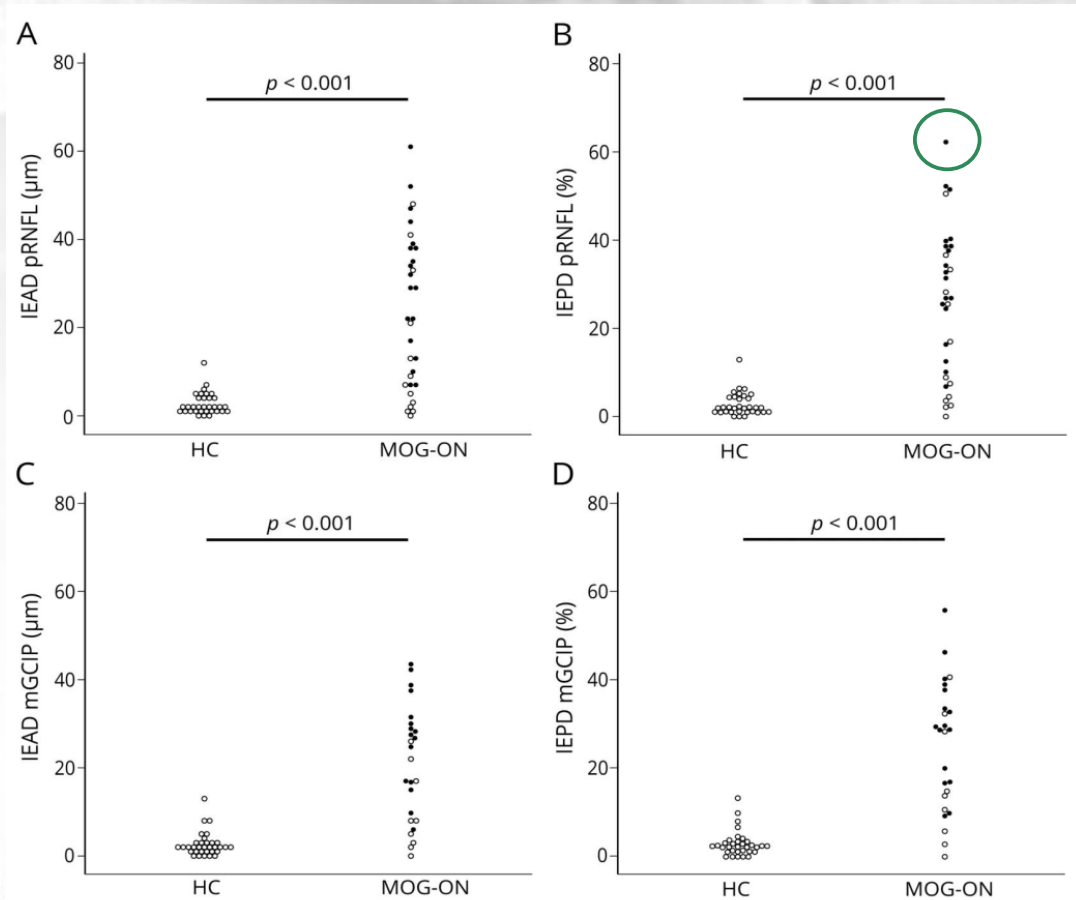 A
80
60
40
20
0
IEAD pRNFL (µm)
p < 0.001
HC MOG-ON
B
80
60
40
20
0
IEPD pRNFL (%)
p < 0.001
HC MOG-ON
C
80
60
40
20
0
IEAD mGCIP (µm)
p < 0.001
HC MOG-ON
D
80
60
40
20
0
IEPD mGCIP (%)
p < 0.001
HC MOG-ON